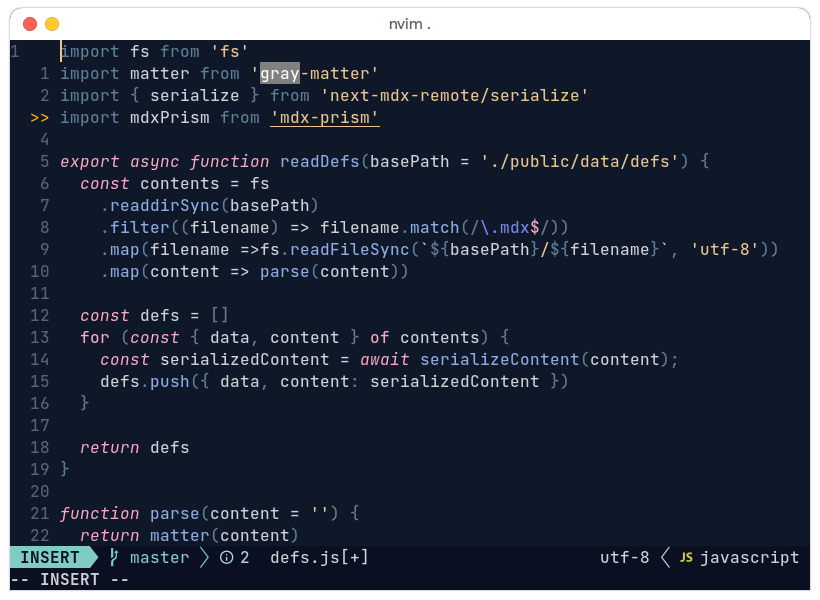 nvim .
1 import fs from 'fs'
1 import matter from 'gray-matter'
2 import { serialize } from 'next-mdx-remote/serialize'
>> import mdxPrism from 'mdx-prism'
4
5 export async function readDefs(basePath = './public/data/defs') {
6   const contents = fs
7     .readdirSync(basePath)
8     .filter((filename) => filename.match(/\.mdx$/))
9     .map(filename =>fs.readFileSync(`${basePath}/${filename}`, 'utf-8'))
10     .map(content => parse(content))
11
12   const defs = []
13   for (const { data, content } of contents) {
14     const serializedContent = await serializeContent(content);
15     defs.push({ data, content: serializedContent })
16   }
17
18   return defs
19 }
20
21 function parse(content = '') {
22   return matter(content)
INSERT master 2 defs.js[+] utf-8 JS javascript
-- INSERT --